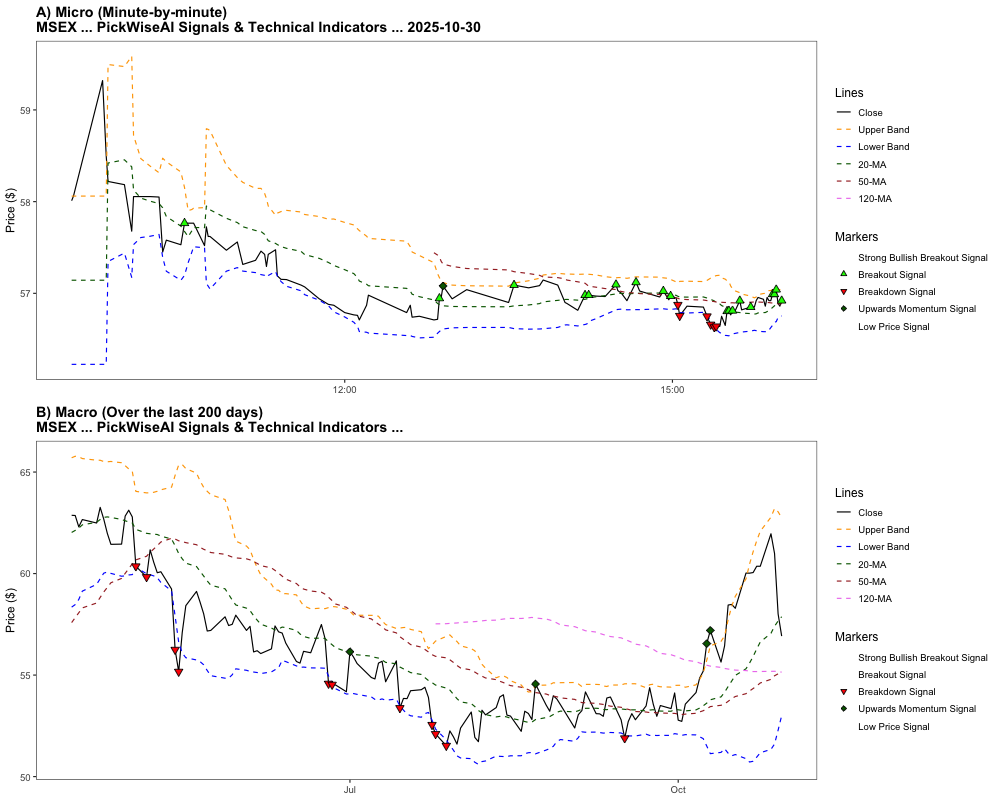 A) Micro (Minute-by-minute)
MSEX ... PickWiseAI Signals & Technical Indicators ... 2025-10-30
Price ($)
59
58
57
12:00
15:00
Lines
Close
Upper Band
Lower Band
20-MA
50-MA
120-MA
Markers
Strong Bullish Breakout Signal
Breakout Signal
Breakdown Signal
Upwards Momentum Signal
Low Price Signal
B) Macro (Over the last 200 days)
MSEX ... PickWiseAI Signals & Technical Indicators ...
Price ($)
65
60
55
50
Jul
Oct
Lines
Close
Upper Band
Lower Band
20-MA
50-MA
120-MA
Markers
Strong Bullish Breakout Signal
Breakout Signal
Breakdown Signal
Upwards Momentum Signal
Low Price Signal